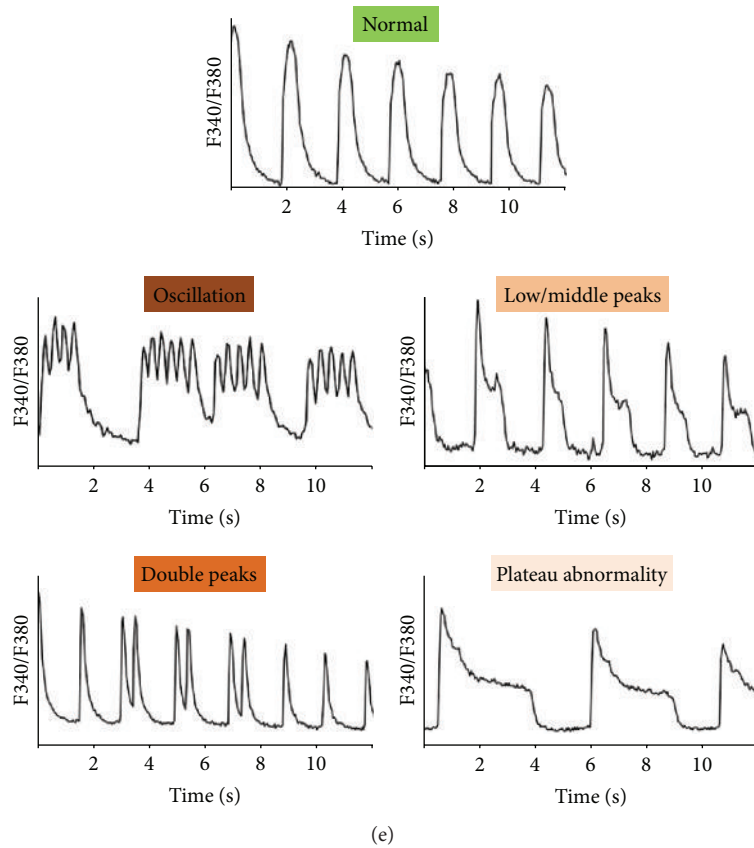 Normal
F340/F380
2 4 6 8 10
Time (s)
Oscillation
F340/F380
2 4 6 8 10
Time (s)
Low/middle peaks
F340/F380
2 4 6 8 10
Time (s)
Double peaks
F340/F380
2 4 6 8 10
Time (s)
Plateau abnormality
F340/F380
2 4 6 8 10
Time (s)
(e)